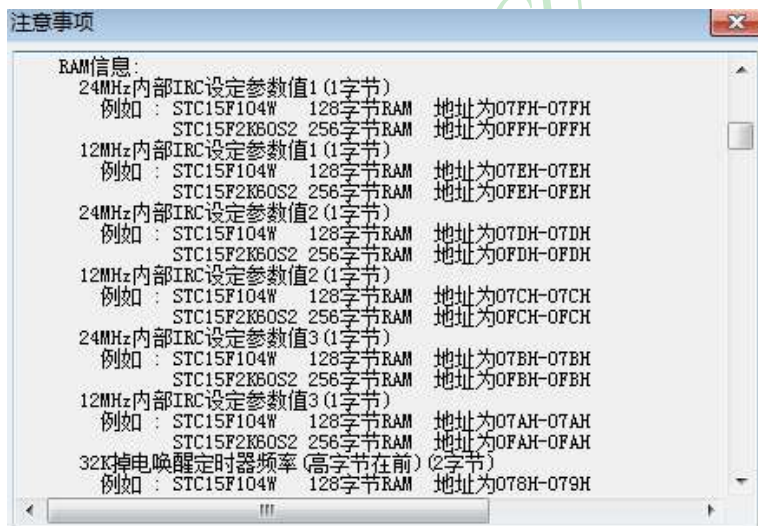 注意事项
RAM信息:
24MHz内部IRC设定参数值1(1字节)
例如 : STC15F104W 128字节RAM 地址为07FH-07FH
STC15F2K60S2 256字节RAM 地址为0FFH-0FFH
12MHz内部IRC设定参数值1(1字节)
例如 : STC15F104W 128字节RAM 地址为07EH-07EH
STC15F2K60S2 256字节RAM 地址为0FEH-0FEH
24MHz内部IRC设定参数值2(1字节)
例如 : STC15F104W 128字节RAM 地址为07DH-07DH
STC15F2K60S2 256字节RAM 地址为0FDH-0FDH
12MHz内部IRC设定参数值2(1字节)
例如 : STC15F104W 128字节RAM 地址为07CH-07CH
STC15F2K60S2 256字节RAM 地址为0FCH-0FCH
24MHz内部IRC设定参数值3(1字节)
例如 : STC15F104W 128字节RAM 地址为07BH-07BH
STC15F2K60S2 256字节RAM 地址为0FBH-0FBH
12MHz内部IRC设定参数值3(1字节)
例如 : STC15F104W 128字节RAM 地址为07AH-07AH
STC15F2K60S2 256字节RAM 地址为0FAH-0FAH
32K掉电唤醒定时器频率(高字节在前)(2字节)
例如 : STC15F104W 128字节RAM 地址为078H-079H